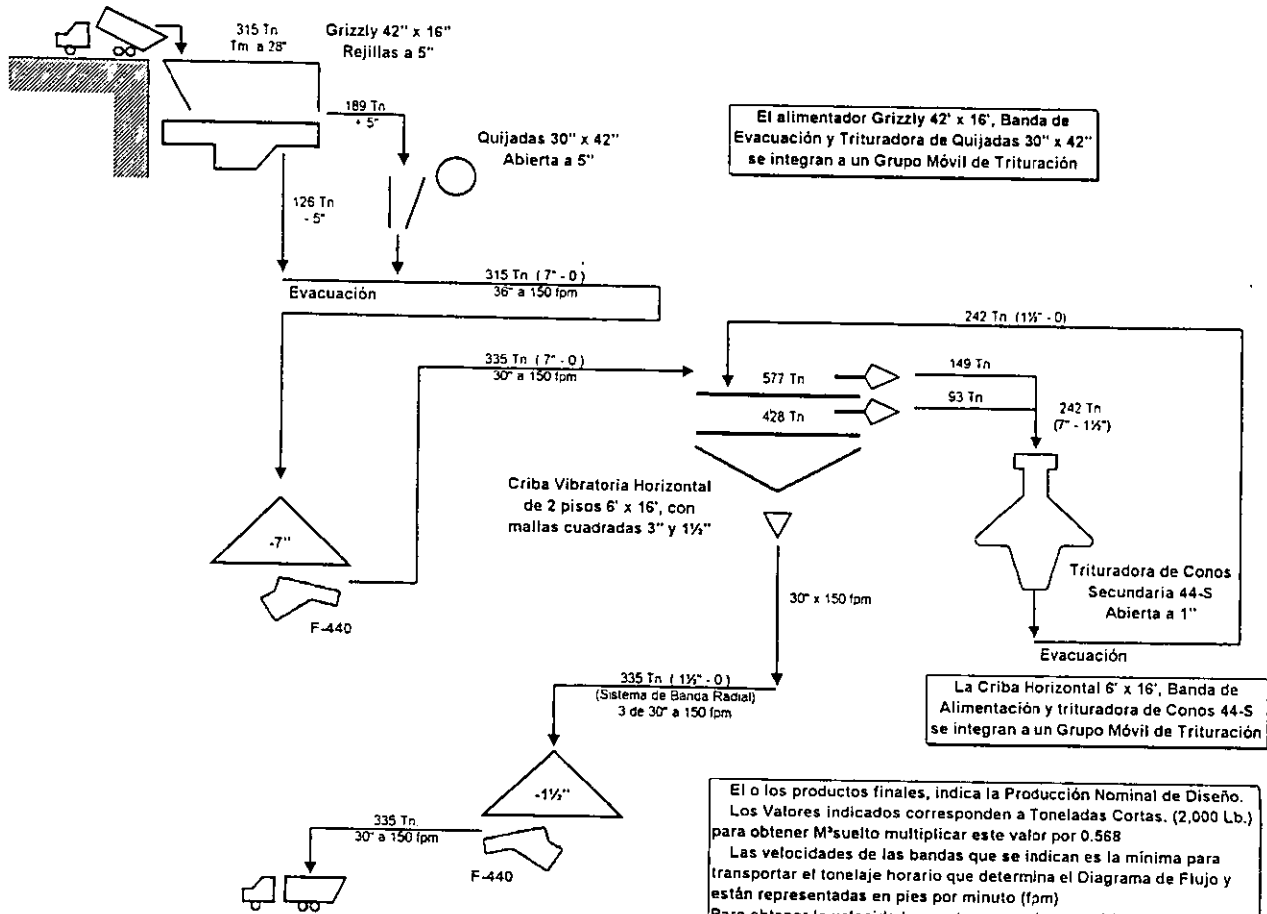 315 Tn
Tm a 28"
Grizzly 42" x 16"
Rejillas a 5"
189 Tn
+ 5"
Quijadas 30" x 42"
Abierta a 5"
El alimentador Grizzly 42' x 16', Banda de
Evacuación y Trituradora de Quijadas 30" x 42"
se integran a un Grupo Móvil de Trituración
126 Tn
- 5"
315 Tn ( 7" - 0 )
Evacuación
36" a 150 fpm
242 Tn (1½" - 0)
335 Tn ( 7" - 0 )
30" a 150 fpm
577 Tn
149 Tn
428 Tn
93 Tn
242 Tn
(7" - 1½")
Criba Vibratoria Horizontal
de 2 pisos 6' x 16', con
mallas cuadradas 3" y 1½"
-7"
F-440
30" x 150 fpm
Trituradora de Conos
Secundaria 44-S
Abierta a 1"
Evacuación
335 Tn ( 1½" - 0 )
(Sistema de Banda Radial)
3 de 30" a 150 fpm
La Criba Horizontal 6' x 16', Banda de
Alimentación y trituradora de Conos 44-S
se integran a un Grupo Móvil de Trituración
-1½"
335 Tn.
30" a 150 fpm
F-440
El o los productos finales, indica la Producción Nominal de Diseño.
Los Valores indicados corresponden a Toneladas Cortas. (2,000 Lb.)
para obtener M³suelto multiplicar este valor por 0.568
Las velocidades de las bandas que se indican es la mínima para
transportar el tonelaje horario que determina el Diagrama de Flujo y
están representadas en pies por minuto (fpm)